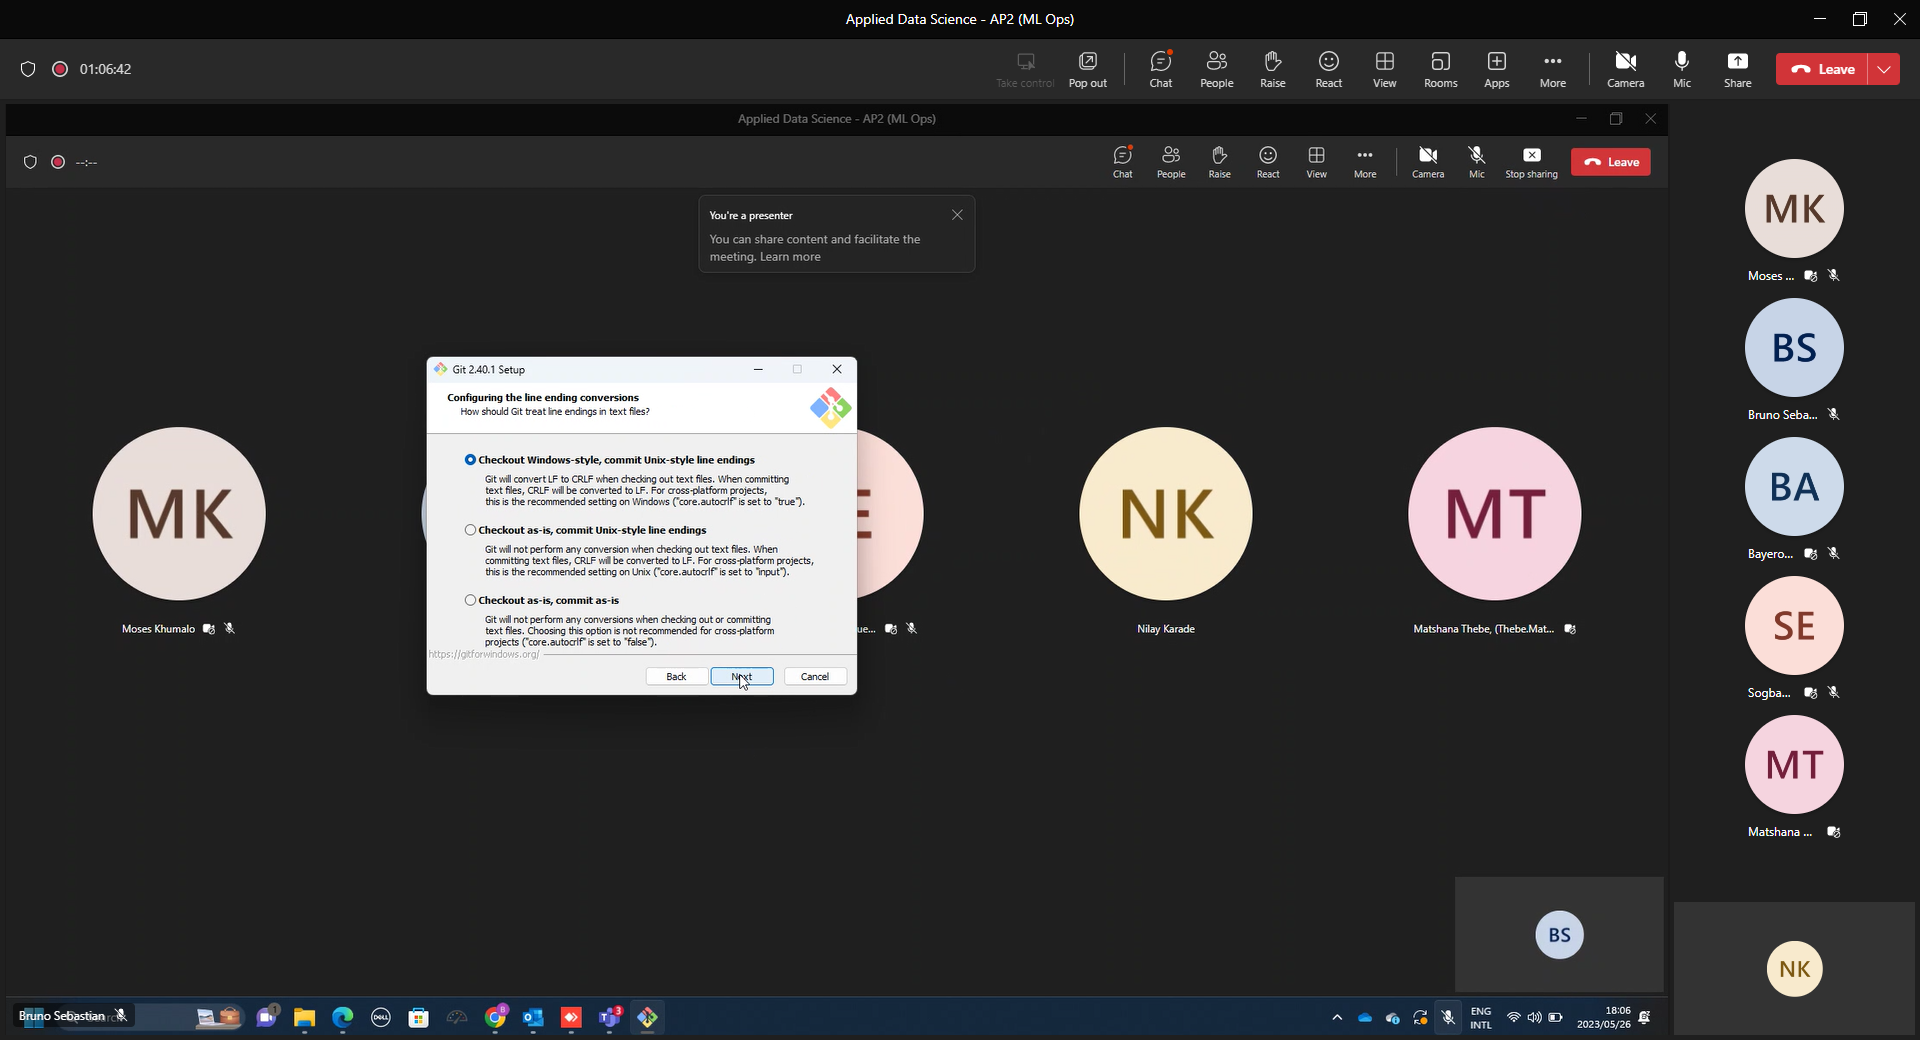 Applied Data Science - AP2 (ML Ops)
01:06:42
Take control
Pop out
Chat
People
Raise
React
View
Rooms
Apps
More
Camera
Mic
Share
Leave
Applied Data Science - AP2 (ML Ops)
--:--
Chat
People
Raise
React
View
More
Camera
Mic
Stop sharing
Leave
You're a presenter
You can share content and facilitate the
meeting. Learn more
Git 2.40.1 Setup
Configuring the line ending conversions
How should Git treat line endings in text files?
Checkout Windows-style, commit Unix-style line endings
Git will convert LF to CRLF when checking out text files. When committing
text files, CRLF will be converted to LF. For cross-platform projects,
this is the recommended setting on Windows ("core.autocrlf" is set to "true").
Checkout as-is, commit Unix-style line endings
Git will not perform any conversion when checking out text files. When
committing text files, CRLF will be converted to LF. For cross-platform projects,
this is the recommended setting on Unix ("core.autocrlf" is set to "input").
Checkout as-is, commit as-is
Git will not perform any conversions when checking out or committing
text files. Choosing this option is not recommended for cross-platform
projects ("core.autocrlf" is set to "false").
https://gitforwindows.org/
Back
Next
Cancel
MK
Moses Khumalo
E
ue...
NK
Nilay Karade
MT
Matshana Thebe, (Thebe.Mat...
MK
Moses ...
BS
Bruno Seba...
BA
Bayero...
SE
Sogba...
MT
Matshana ...
BS
NK
Bruno Sebastian
1
DELL
8
3
ENG
INTL
18:06
2023/05/26